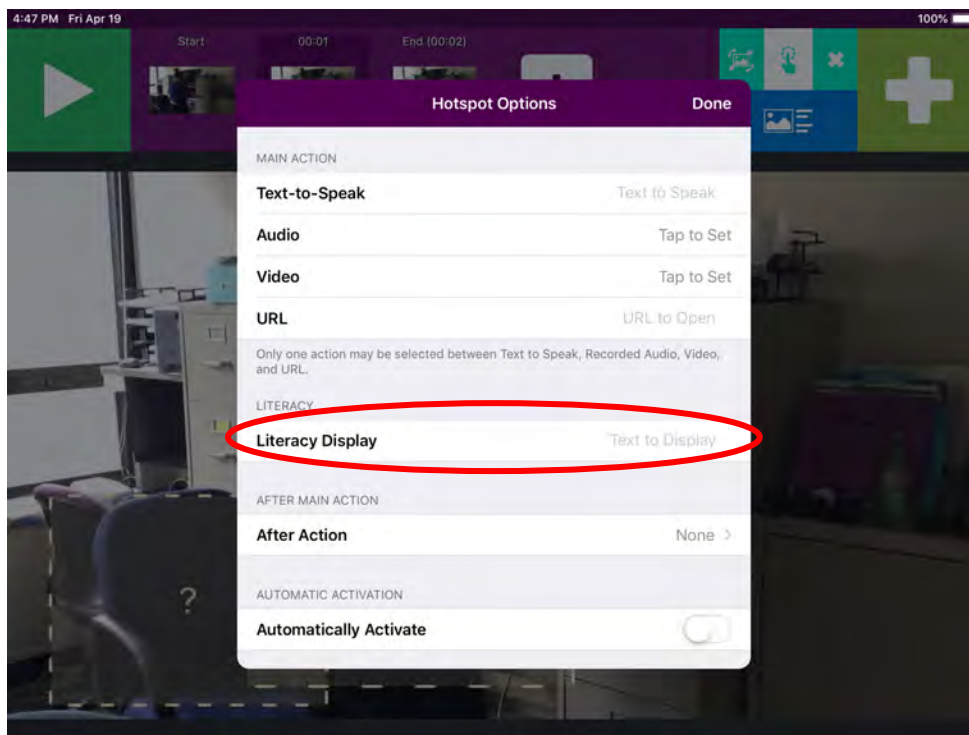 4:47 PM Fri Apr 19
100%
Start
00:01
End (00:02)
Hotspot Options
Done
MAIN ACTION
Text-to-Speak
Text to Speak
Audio
Tap to Set
Video
Tap to Set
URL
URL to Open
Only one action may be selected between Text to Speak, Recorded Audio, Video,
and URL.
LITERACY
Literacy Display
Text to Display
AFTER MAIN ACTION
After Action
None >
?
AUTOMATIC ACTIVATION
Automatically Activate